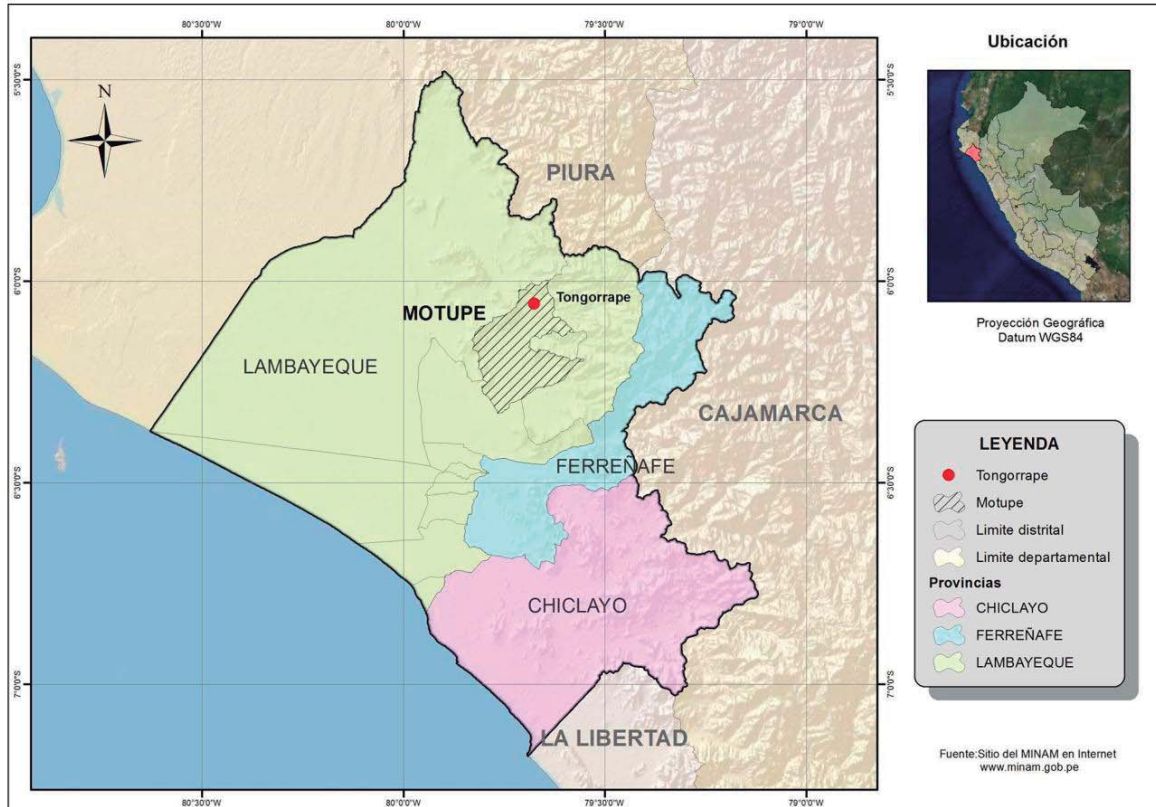 80°30'0"W
80°0'0"W
79°30'0"W
79°0'0"W
5°30'0"S
6°0'0"S
6°30'0"S
7°0'0"S
N
PIURA
Tongorrape
MOTUPE
LAMBAYEQUE
CAJAMARCA
FERREÑAFE
CHICLAYO
LA LIBERTAD
5°30'0"S
6°0'0"S
6°30'0"S
7°0'0"S
80°30'0"W
80°0'0"W
79°30'0"W
79°0'0"W
Ubicación
Proyección Geográfica
Datum WGS84
LEYENDA
Tongorrape
Motupe
Limite distrital
Limite departamental
Provincias
CHICLAYO
FERREÑAFE
LAMBAYEQUE
Fuente:Sitio del MINAM en Internet
www.minam.gob.pe